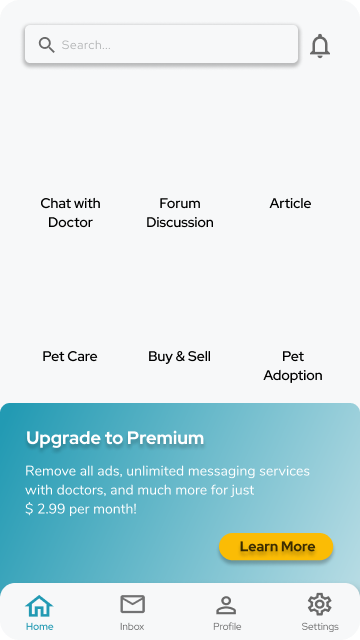 Search...
Chat with
Doctor
Forum
Discussion
Article
Pet Care
Buy & Sell
Pet
Adoption
Upgrade to Premium
Remove all ads, unlimited messaging services
with doctors, and much more for just
$ 2.99 per month!
Learn More
Home
Inbox
Profile
Settings